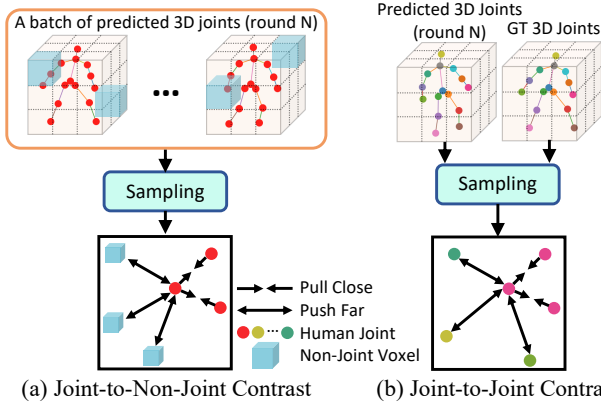 A batch of predicted 3D joints (round N)
...
Sampling
Pull Close
Push Far
Human Joint
Non-Joint Voxel
(a) Joint-to-Non-Joint Contrast
Predicted 3D Joints
(round N)
GT 3D Joints
Sampling
(b) Joint-to-Joint Contra